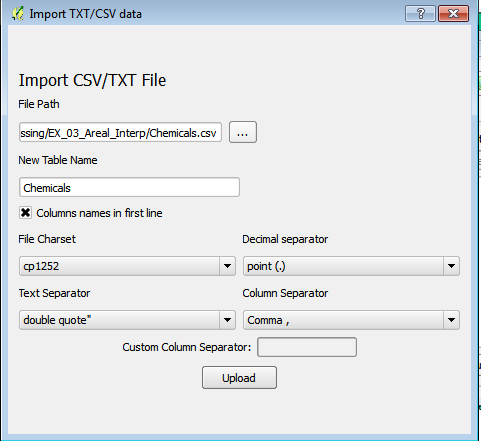 Import TXT/CSV data
Import CSV/TXT File
File Path
ssing/EX_03_Areal_Interp/Chemicals.csv
...
New Table Name
Chemicals
Columns names in first line
File Charset Decimal separator
cp1252 point (.)
Text Separator Column Separator
double quote" Comma ,
Custom Column Separator:
Upload